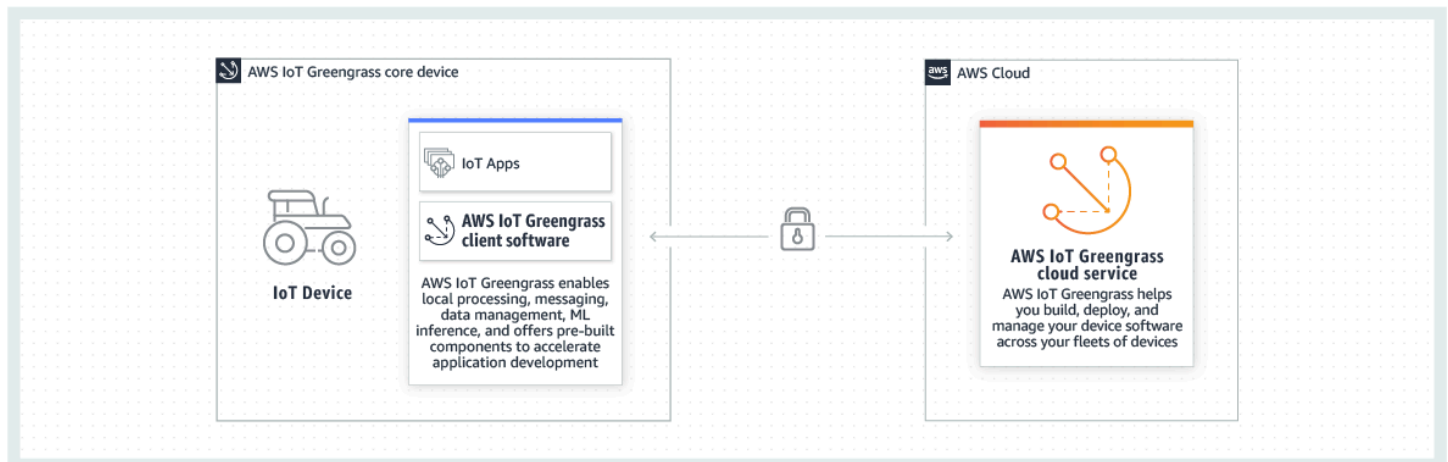 AWS IoT Greengrass core device
IoT Device
IoT Apps
AWS IoT Greengrass
client software
AWS IoT Greengrass enables
local processing, messaging,
data management, ML
inference, and offers pre-built
components to accelerate
application development
aws
AWS Cloud
AWS IoT Greengrass
cloud service
AWS IoT Greengrass helps
you build, deploy, and
manage your device software
across your fleets of devices